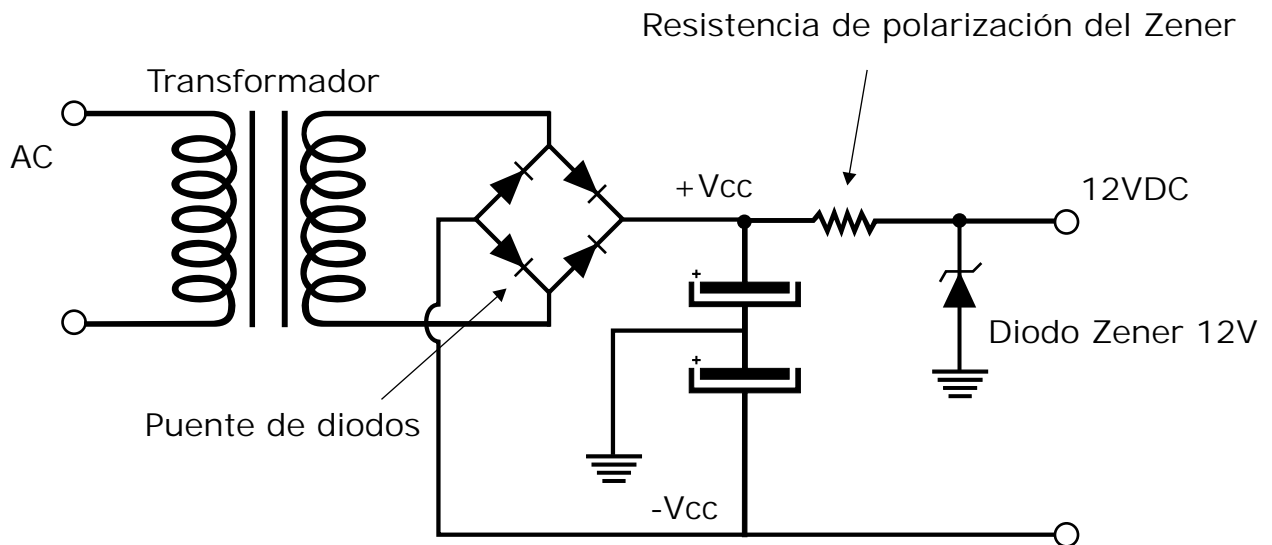 Resistencia de polarización del Zener
Transformador
AC
+Vcc
12VDC
+
Diodo Zener 12V
+
Puente de diodos
-Vcc